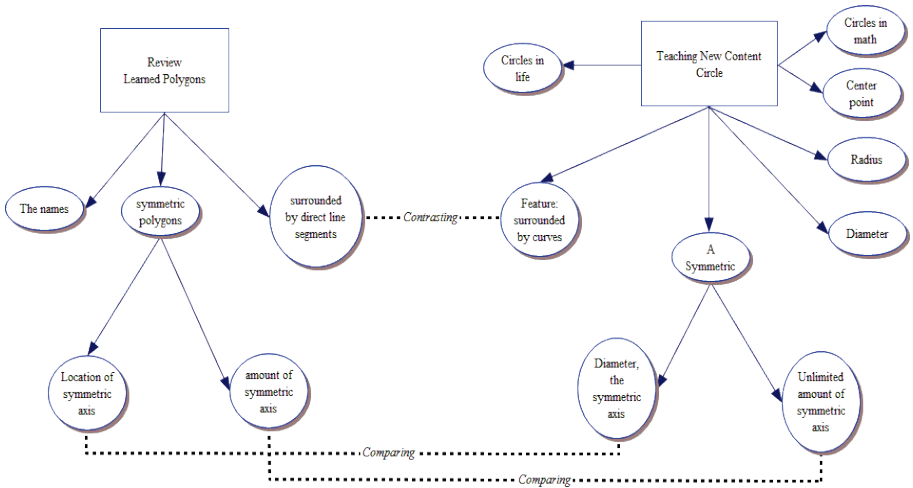 Review
Learned Polygons
The names
symmetric
polygons
surrounded
by direct line
segments
Location of
symmetric
axis
amount of
symmetric
axis
Contrasting
Comparing
Comparing
Teaching New Content
Circle
Circles in
life
Circles in
math
Center
point
Radius
Diameter
Feature:
surrounded
by curves
A
Symmetric
Diameter,
the
symmetric
axis
Unlimited
amount of
symmetric
axis